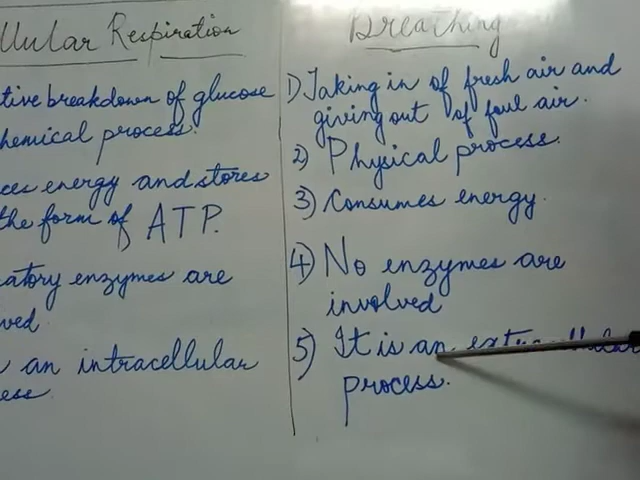 llular Respiration
tive breakdown of glucose
hemical process.
ces energy and stores
the form of ATP.
atory enzymes are
ved
an intracellular
ess.
Breathing
1) Taking in of fresh air and
giving out of foul air.
2) Physical process.
3) Consumes energy.
4) No enzymes are
involved
5) It is an extracellular
process.